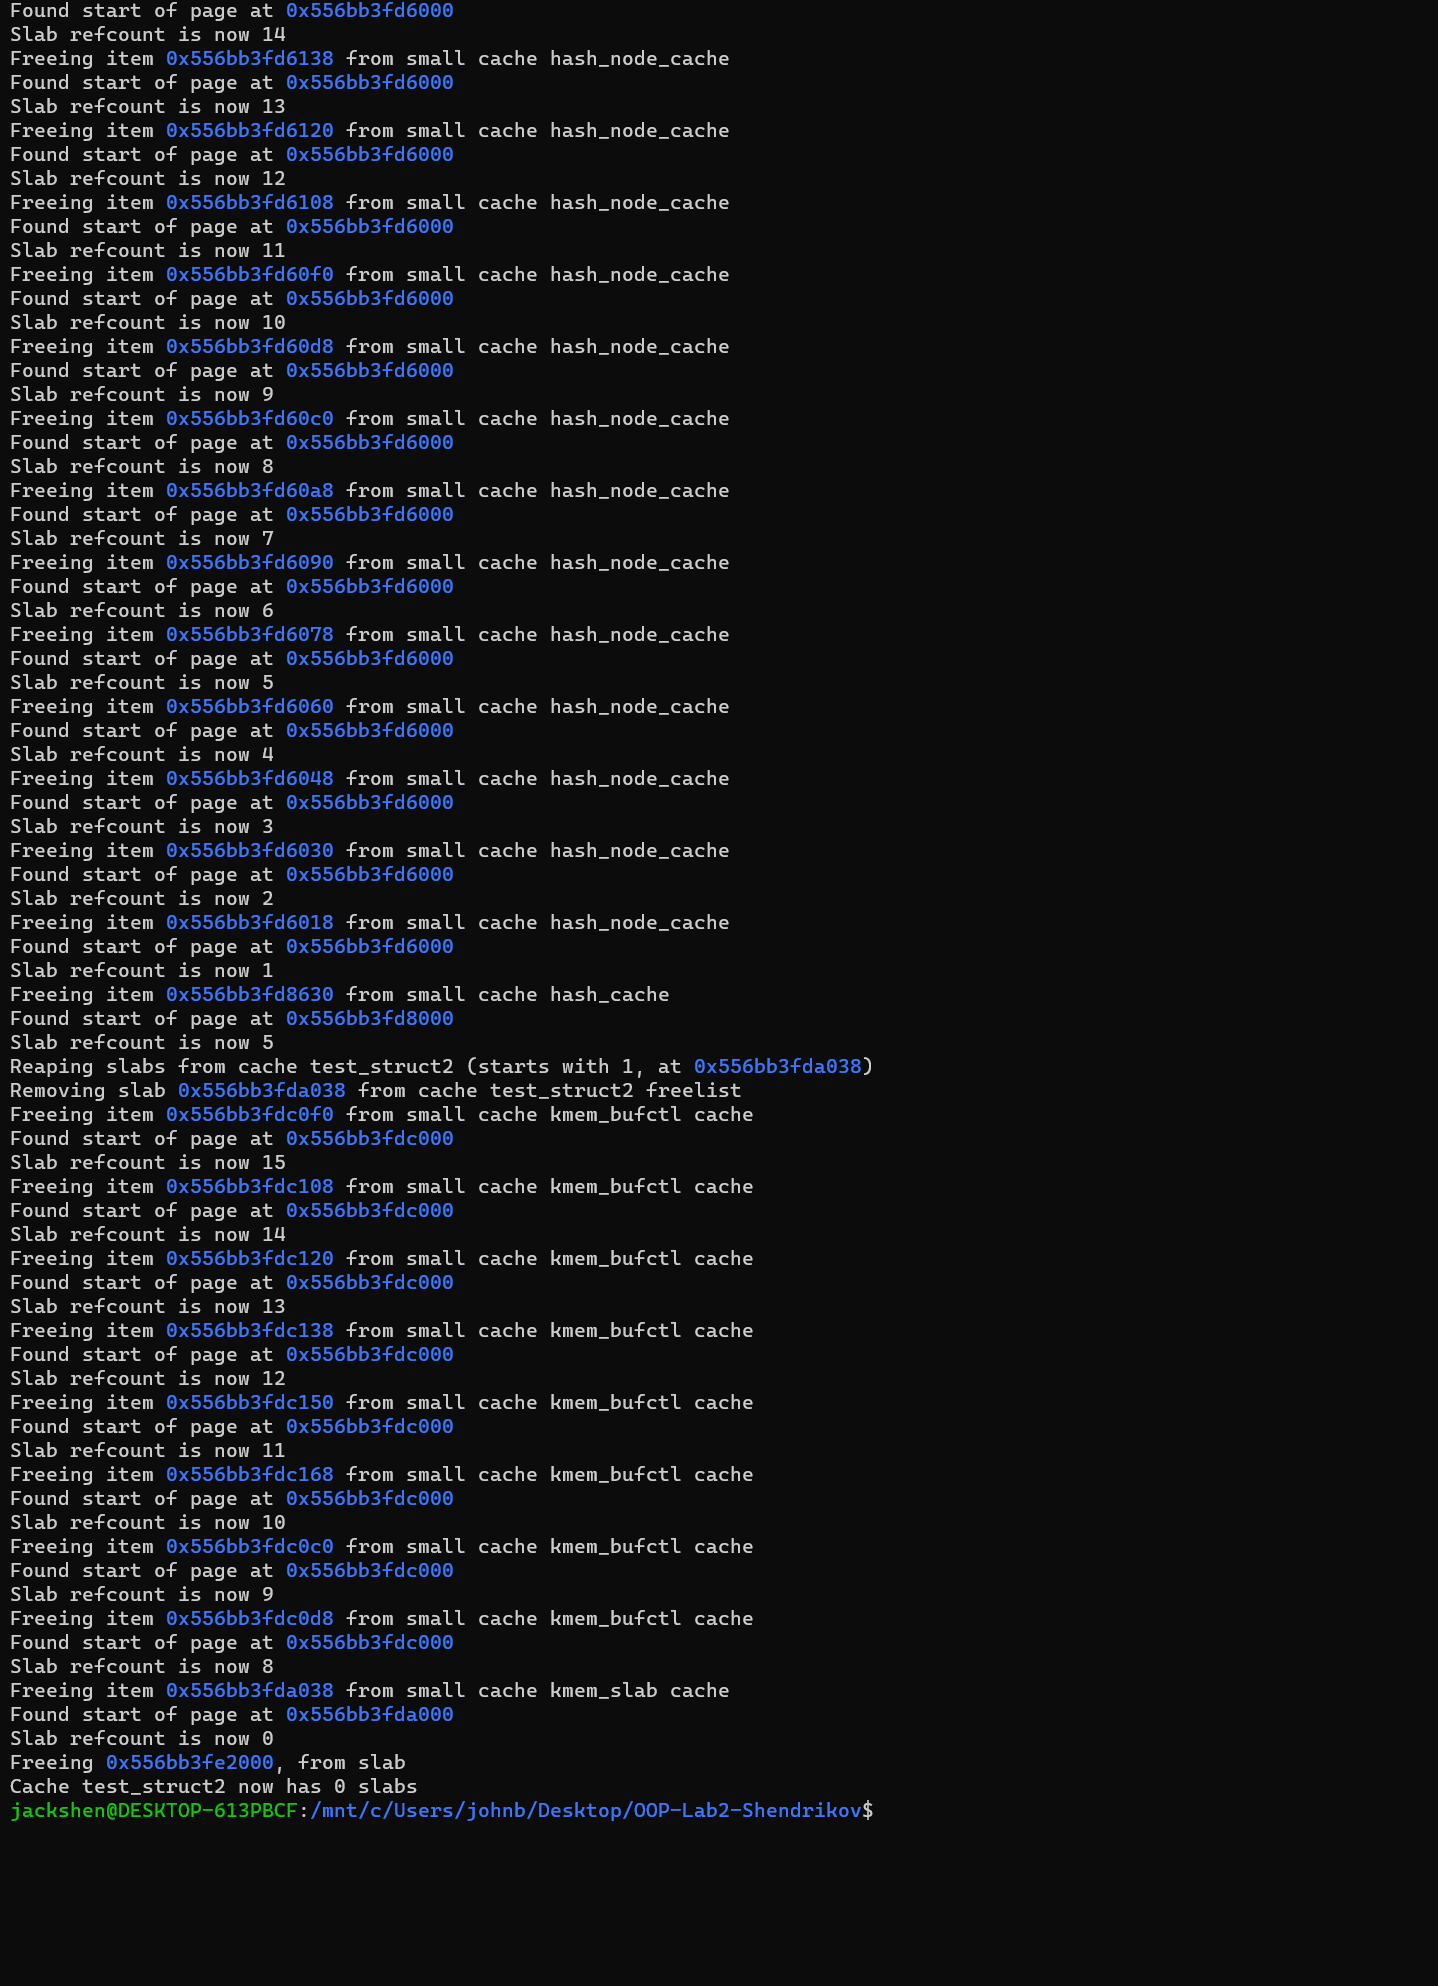 Found start of page at 0x556bb3fd6000
Slab refcount is now 14
Freeing item 0x556bb3fd6138 from small cache hash_node_cache
Found start of page at 0x556bb3fd6000
Slab refcount is now 13
Freeing item 0x556bb3fd6120 from small cache hash_node_cache
Found start of page at 0x556bb3fd6000
Slab refcount is now 12
Freeing item 0x556bb3fd6108 from small cache hash_node_cache
Found start of page at 0x556bb3fd6000
Slab refcount is now 11
Freeing item 0x556bb3fd60f0 from small cache hash_node_cache
Found start of page at 0x556bb3fd6000
Slab refcount is now 10
Freeing item 0x556bb3fd60d8 from small cache hash_node_cache
Found start of page at 0x556bb3fd6000
Slab refcount is now 9
Freeing item 0x556bb3fd60c0 from small cache hash_node_cache
Found start of page at 0x556bb3fd6000
Slab refcount is now 8
Freeing item 0x556bb3fd60a8 from small cache hash_node_cache
Found start of page at 0x556bb3fd6000
Slab refcount is now 7
Freeing item 0x556bb3fd6090 from small cache hash_node_cache
Found start of page at 0x556bb3fd6000
Slab refcount is now 6
Freeing item 0x556bb3fd6078 from small cache hash_node_cache
Found start of page at 0x556bb3fd6000
Slab refcount is now 5
Freeing item 0x556bb3fd6060 from small cache hash_node_cache
Found start of page at 0x556bb3fd6000
Slab refcount is now 4
Freeing item 0x556bb3fd6048 from small cache hash_node_cache
Found start of page at 0x556bb3fd6000
Slab refcount is now 3
Freeing item 0x556bb3fd6030 from small cache hash_node_cache
Found start of page at 0x556bb3fd6000
Slab refcount is now 2
Freeing item 0x556bb3fd6018 from small cache hash_node_cache
Found start of page at 0x556bb3fd6000
Slab refcount is now 1
Freeing item 0x556bb3fd8630 from small cache hash_cache
Found start of page at 0x556bb3fd8000
Slab refcount is now 5
Reaping slabs from cache test_struct2 (starts with 1, at 0x556bb3fda038)
Removing slab 0x556bb3fda038 from cache test_struct2 freelist
Freeing item 0x556bb3fdc0f0 from small cache kmem_bufctl cache
Found start of page at 0x556bb3fdc000
Slab refcount is now 15
Freeing item 0x556bb3fdc108 from small cache kmem_bufctl cache
Found start of page at 0x556bb3fdc000
Slab refcount is now 14
Freeing item 0x556bb3fdc120 from small cache kmem_bufctl cache
Found start of page at 0x556bb3fdc000
Slab refcount is now 13
Freeing item 0x556bb3fdc138 from small cache kmem_bufctl cache
Found start of page at 0x556bb3fdc000
Slab refcount is now 12
Freeing item 0x556bb3fdc150 from small cache kmem_bufctl cache
Found start of page at 0x556bb3fdc000
Slab refcount is now 11
Freeing item 0x556bb3fdc168 from small cache kmem_bufctl cache
Found start of page at 0x556bb3fdc000
Slab refcount is now 10
Freeing item 0x556bb3fdc0c0 from small cache kmem_bufctl cache
Found start of page at 0x556bb3fdc000
Slab refcount is now 9
Freeing item 0x556bb3fdc0d8 from small cache kmem_bufctl cache
Found start of page at 0x556bb3fdc000
Slab refcount is now 8
Freeing item 0x556bb3fda038 from small cache kmem_slab cache
Found start of page at 0x556bb3fda000
Slab refcount is now 0
Freeing 0x556bb3fe2000, from slab
Cache test_struct2 now has 0 slabs
jackshen@DESKTOP-613PBCF:/mnt/c/Users/johnb/Desktop/OOP-Lab2-Shendrikov$